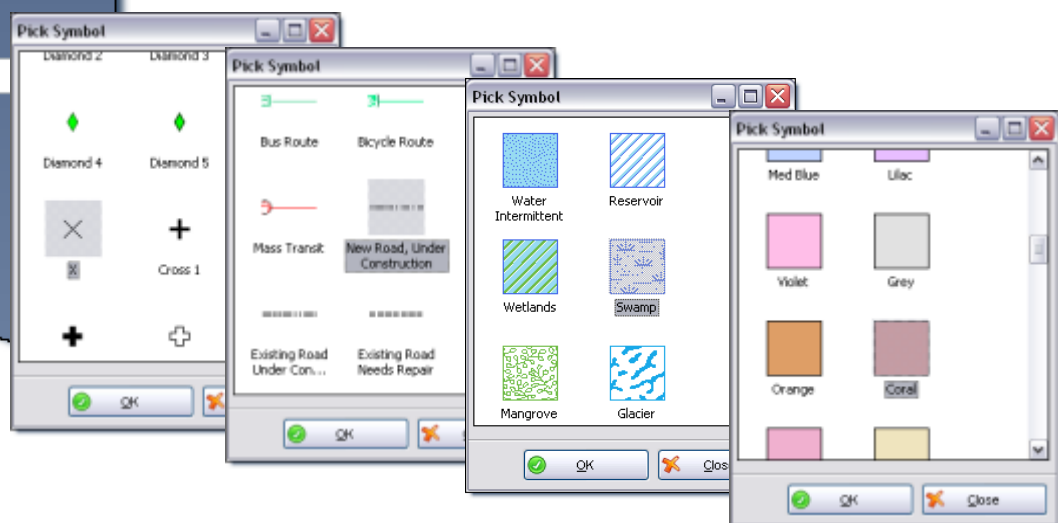 Pick Symbol
Diamond 2
Diamond 3
Diamond 4
Diamond 5
X
Cross 1
OK
Pick Symbol
Bus Route
Bicycle Route
Mass Transit
New Road, Under
Construction
Existing Road
Under Con...
Existing Road
Needs Repair
OK
Pick Symbol
Water
Intermittent
Reservoir
Wetlands
Swamp
Mangrove
Glacier
OK
Clos
Pick Symbol
Med Blue
Lilac
Violet
Grey
Orange
Coral
OK
Close